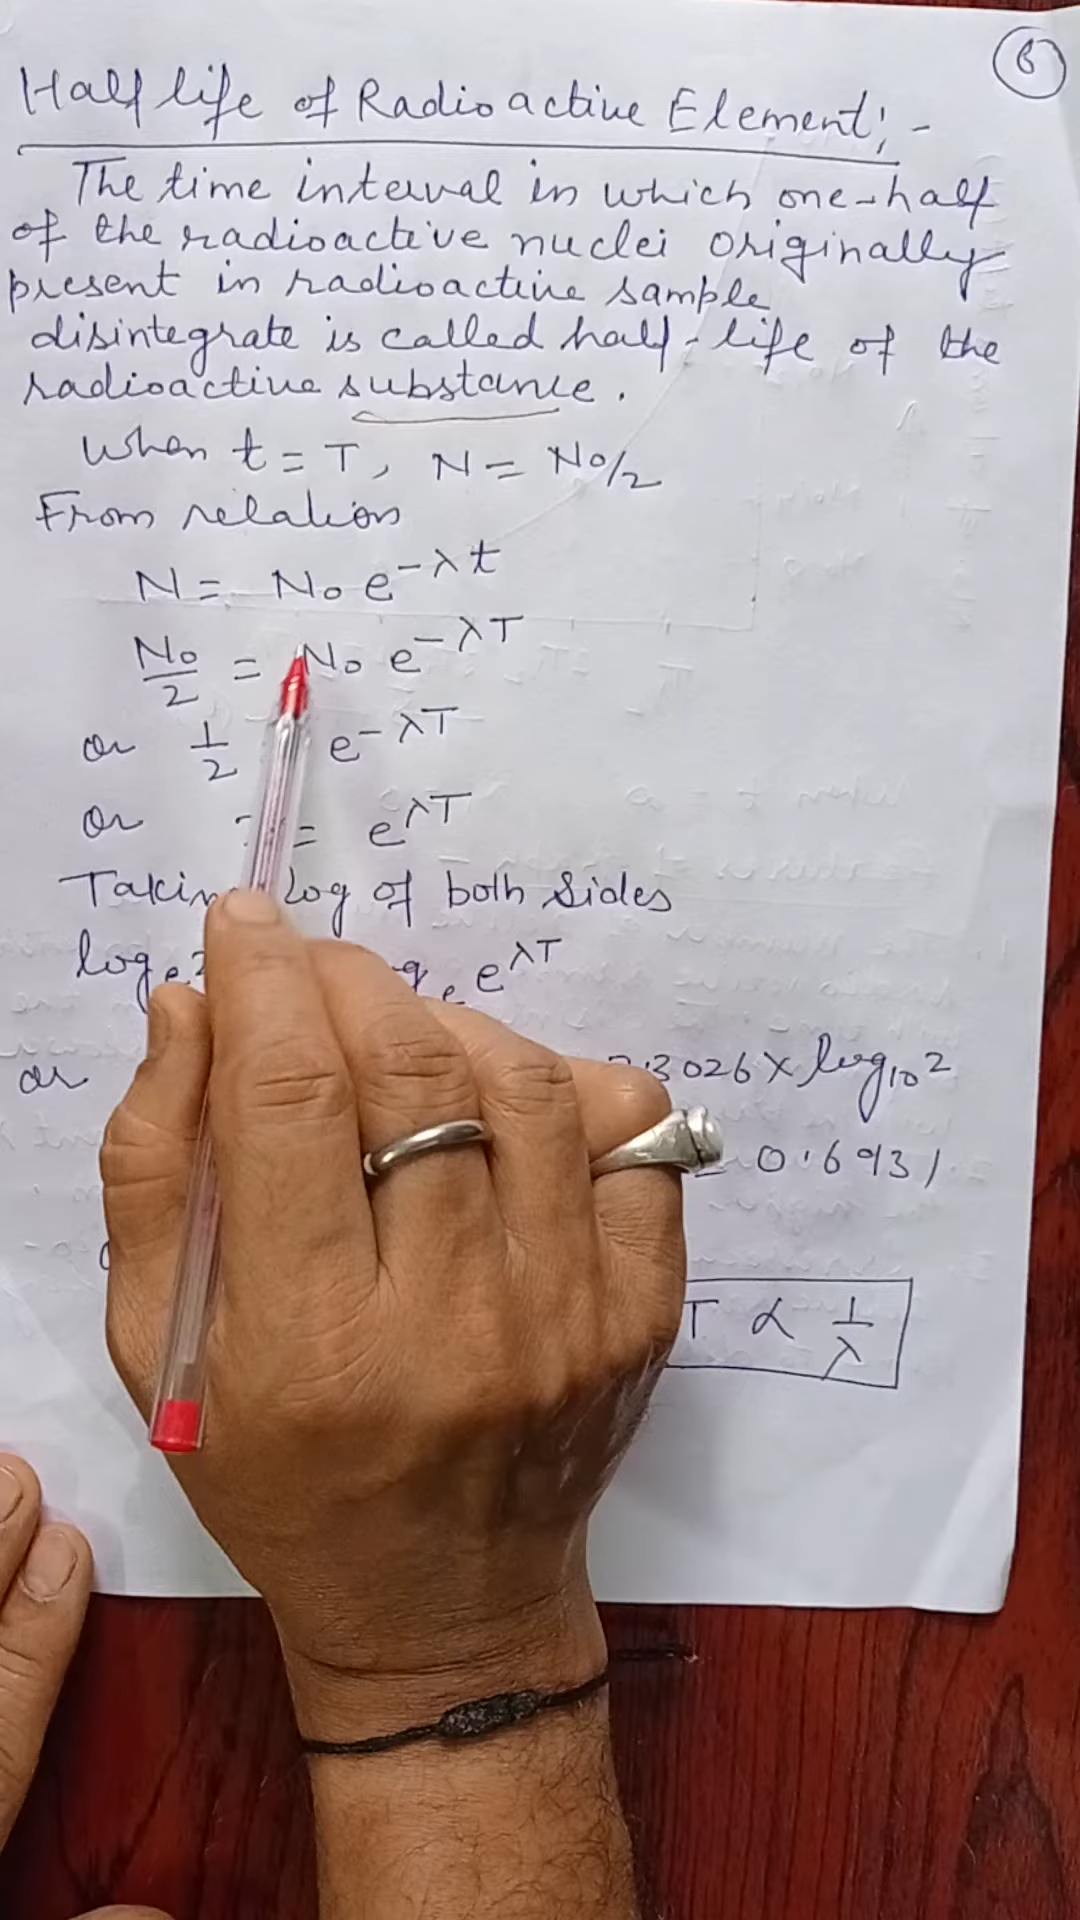 6
Half life of Radioactive Element; -
The time interval in which one-half
of the radioactive nuclei originally
present in radioactive sample
disintegrate is called half-life of the
radioactive substance.
When t = T, N = No/2
From relation
N = No e^-λt
No/2 = No e^-λT
or 1/2 e^-λT
or = e^λT
Taking log of both sides
loge 2 e e^λT
or 3026 × log10 2
= 0.6931
T ∝ 1/λ